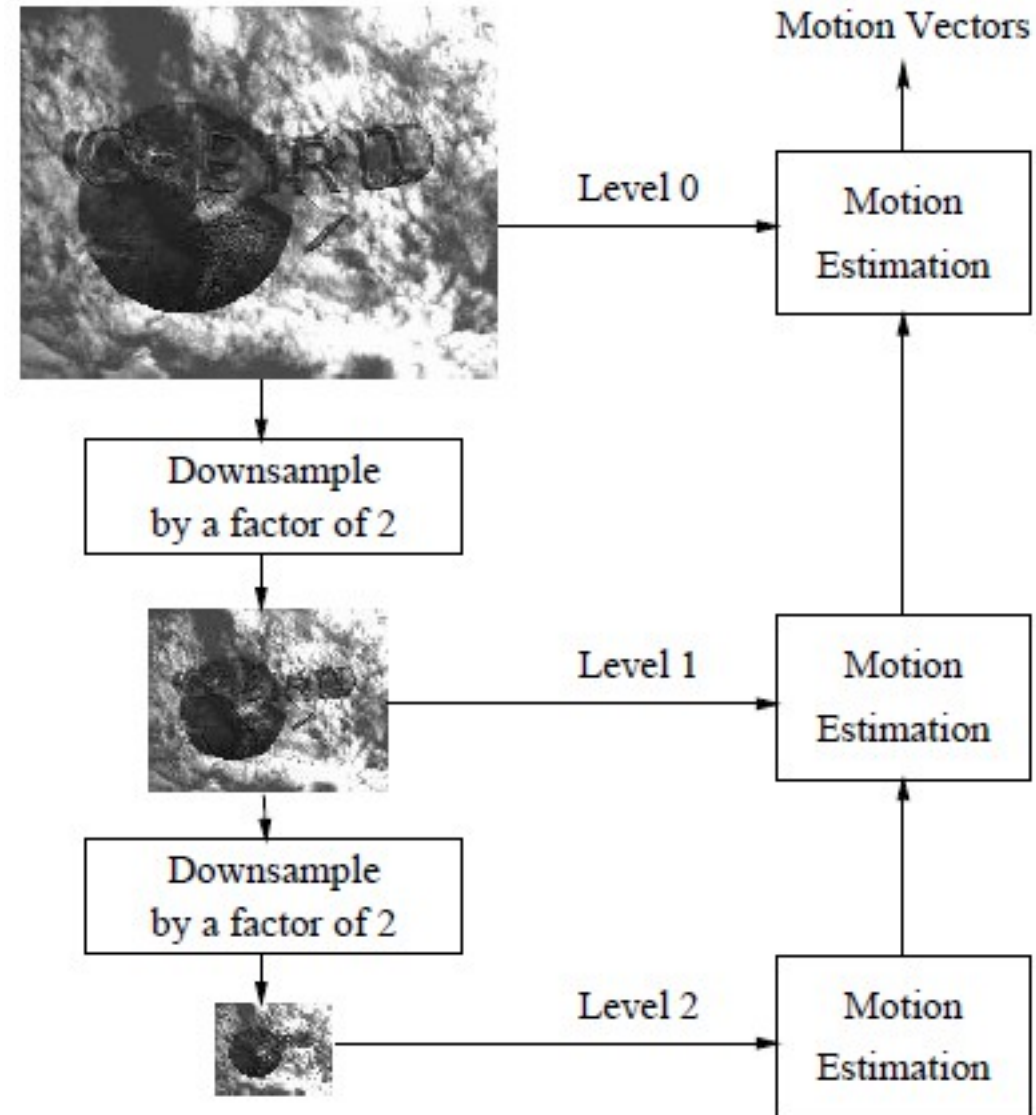 Motion Vectors
Level 0
Motion
Estimation
Downsample
by a factor of 2
Level 1
Motion
Estimation
Downsample
by a factor of 2
Level 2
Motion
Estimation